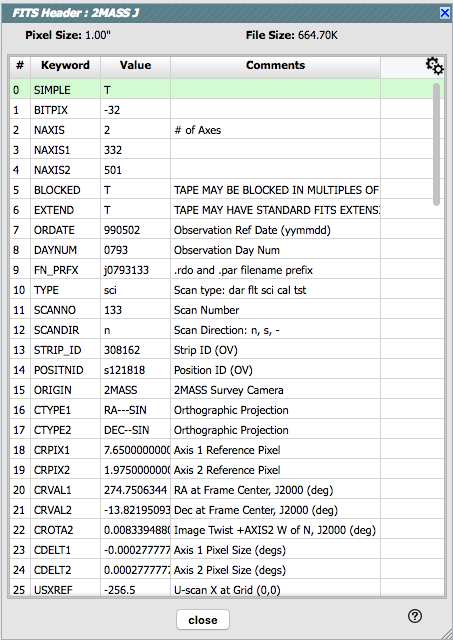 FITS Header : 2MASS J
Pixel Size: 1.00" File Size: 664.70K
# Keyword Value Comments
0 SIMPLE T
1 BITPIX -32
2 NAXIS 2 # of Axes
3 NAXIS1 332
4 NAXIS2 501
5 BLOCKED T TAPE MAY BE BLOCKED IN MULTIPLES OF
6 EXTEND T TAPE MAY HAVE STANDARD FITS EXTENSI
7 ORDATE 990502 Observation Ref Date (yymmdd)
8 DAYNUM 0793 Observation Day Num
9 FN_PRFX j0793133 .rdo and .par filename prefix
10 TYPE sci Scan type: dar flt sci cal tst
11 SCANNO 133 Scan Number
12 SCANDIR n Scan Direction: n, s, -
13 STRIP_ID 308162 Strip ID (OV)
14 POSITNID s121818 Position ID (OV)
15 ORIGIN 2MASS 2MASS Survey Camera
16 CTYPE1 RA---SIN Orthographic Projection
17 CTYPE2 DEC--SIN Orthographic Projection
18 CRPIX1 7.6500000000 Axis 1 Reference Pixel
19 CRPIX2 1.9750000000 Axis 2 Reference Pixel
20 CRVAL1 274.7506344 RA at Frame Center, J2000 (deg)
21 CRVAL2 -13.82195093 Dec at Frame Center, J2000 (deg)
22 CROTA2 0.0083394880 Image Twist +AXIS2 W of N, J2000 (deg)
23 CDELT1 -0.000277777 Axis 1 Pixel Size (degs)
24 CDELT2 0.0002777777 Axis 2 Pixel Size (degs)
25 USXREF -256.5 U-scan X at Grid (0,0)
close